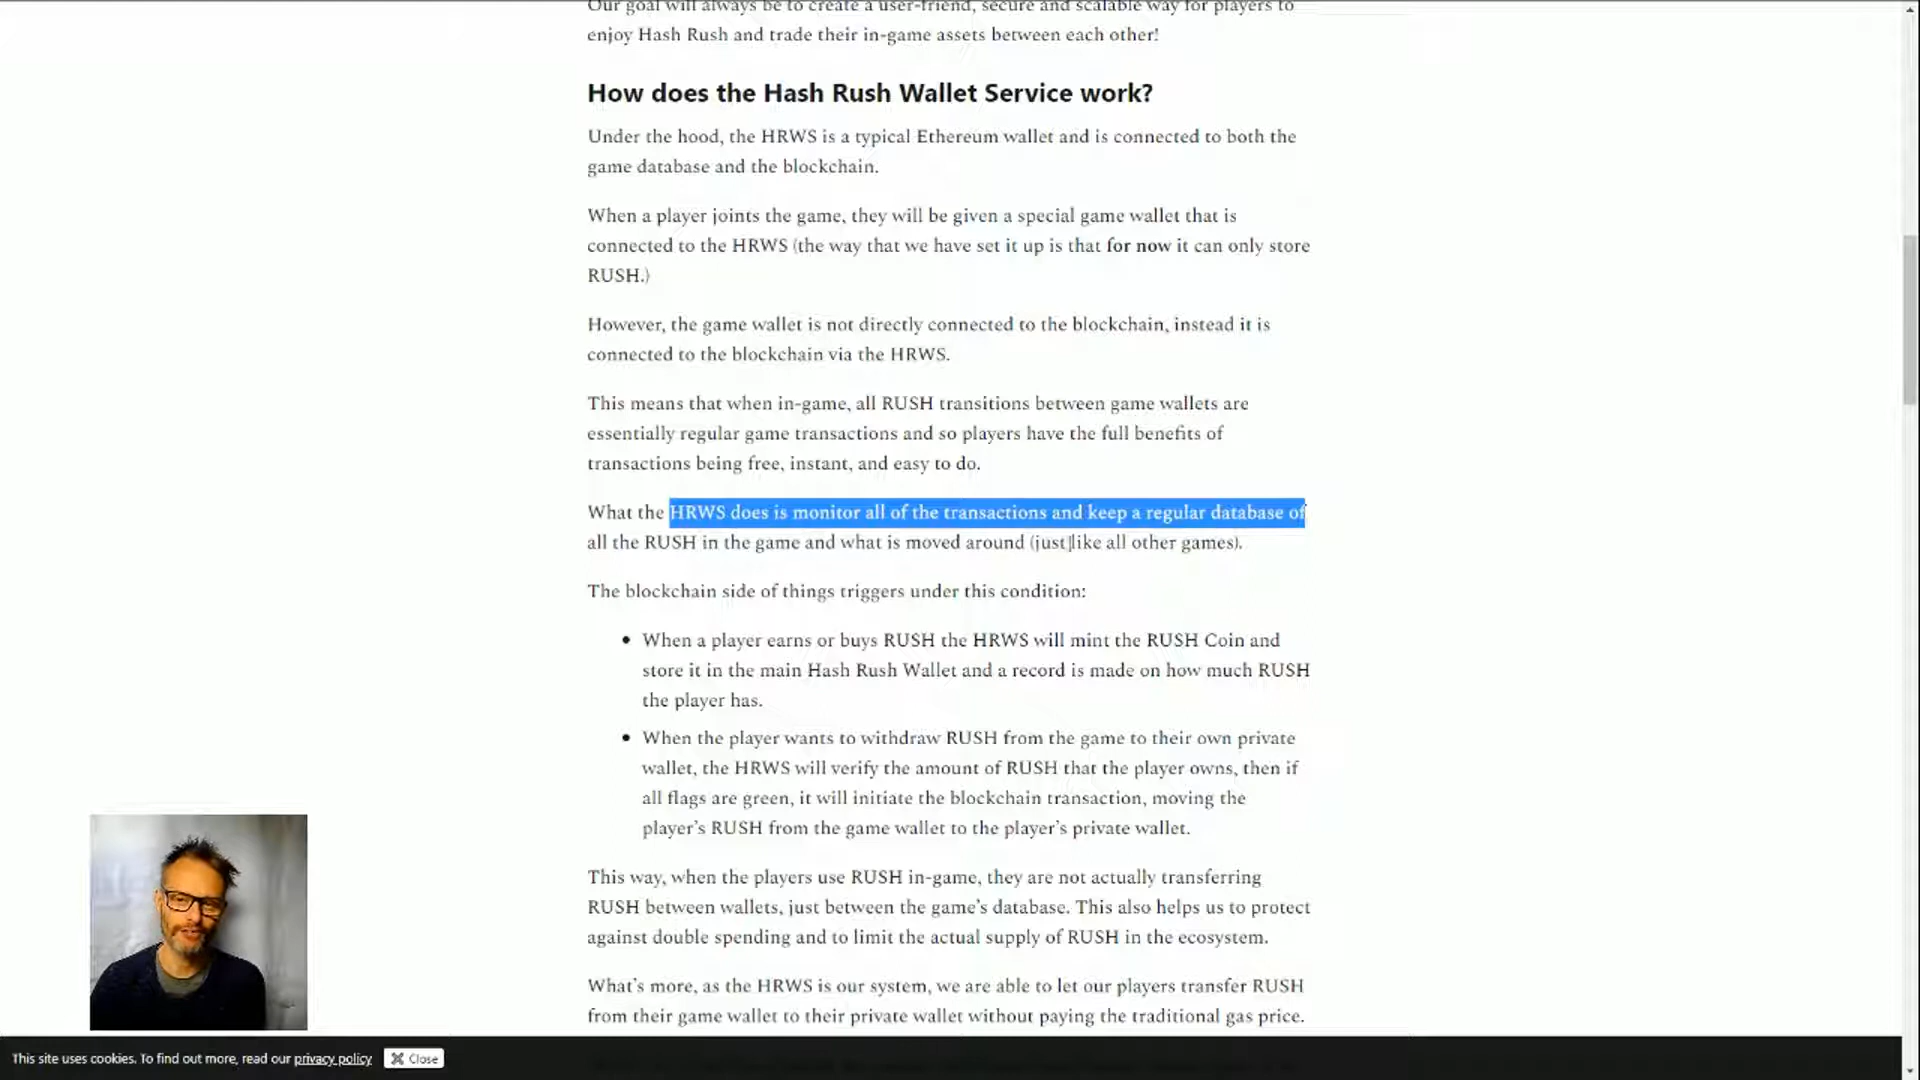 Our goal will always be to create a user-friend, secure and scalable way for players to
enjoy Hash Rush and trade their in-game assets between each other!
How does the Hash Rush Wallet Service work?
Under the hood, the HRWS is a typical Ethereum wallet and is connected to both the
game database and the blockchain.
When a player joints the game, they will be given a special game wallet that is
connected to the HRWS (the way that we have set it up is that for now it can only store
RUSH.)
However, the game wallet is not directly connected to the blockchain, instead it is
connected to the blockchain via the HRWS.
This means that when in-game, all RUSH transitions between game wallets are
essentially regular game transactions and so players have the full benefits of
transactions being free, instant, and easy to do.
What the HRWS does is monitor all of the transactions and keep a regular database of
all the RUSH in the game and what is moved around (just like all other games).
The blockchain side of things triggers under this condition:
• When a player earns or buys RUSH the HRWS will mint the RUSH Coin and
store it in the main Hash Rush Wallet and a record is made on how much RUSH
the player has.
• When the player wants to withdraw RUSH from the game to their own private
wallet, the HRWS will verify the amount of RUSH that the player owns, then if
all flags are green, it will initiate the blockchain transaction, moving the
player's RUSH from the game wallet to the player's private wallet.
This way, when the players use RUSH in-game, they are not actually transferring
RUSH between wallets, just between the game's database. This also helps us to protect
against double spending and to limit the actual supply of RUSH in the ecosystem.
What's more, as the HRWS is our system, we are able to let our players transfer RUSH
from their game wallet to their private wallet without paying the traditional gas price.
This site uses cookies. To find out more, read our privacy policy Close